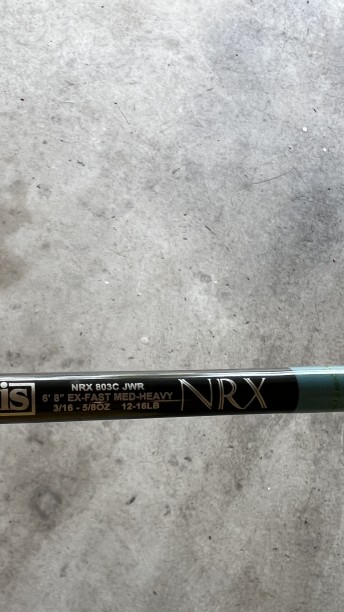 is
NRX 803C JWR
6' 8" EX-FAST MED-HEAVY
3/16 - 5/8OZ 12-16LB
NRX